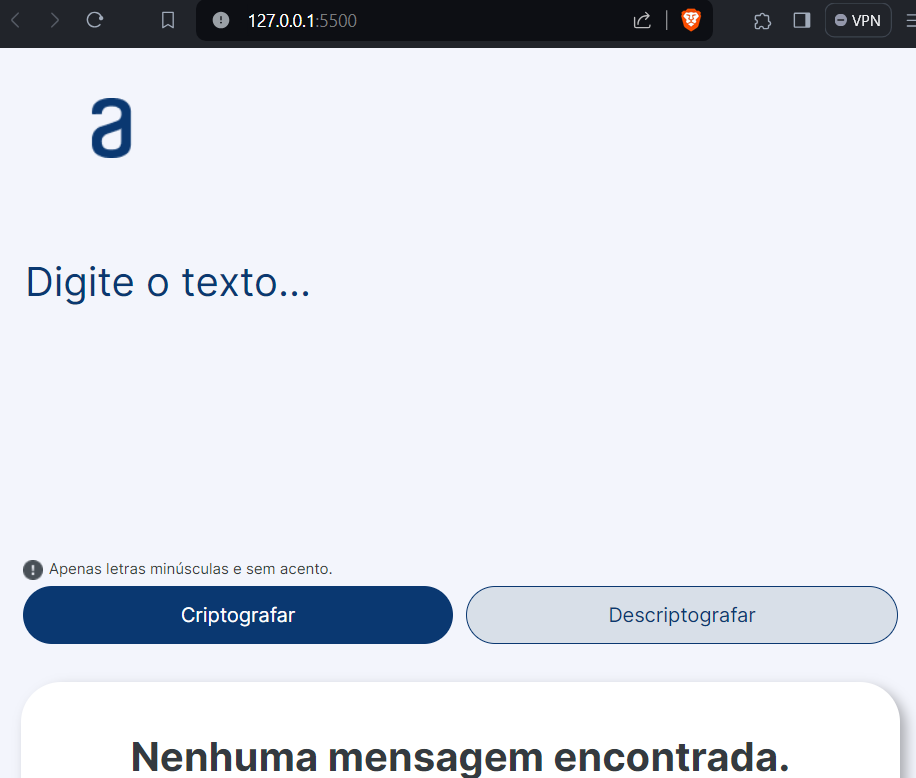 127.0.0.1:5500
VPN
a
Digite o texto...
Apenas letras minúsculas e sem acento.
Criptografar
Descriptografar
Nenhuma mensagem encontrada.